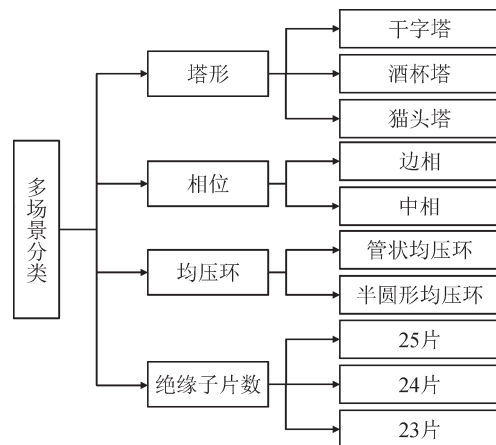 多场景分类
塔形
干字塔
酒杯塔
猫头塔
相位
边相
中相
均压环
管状均压环
半圆形均压环
绝缘子片数
25片
24片
23片